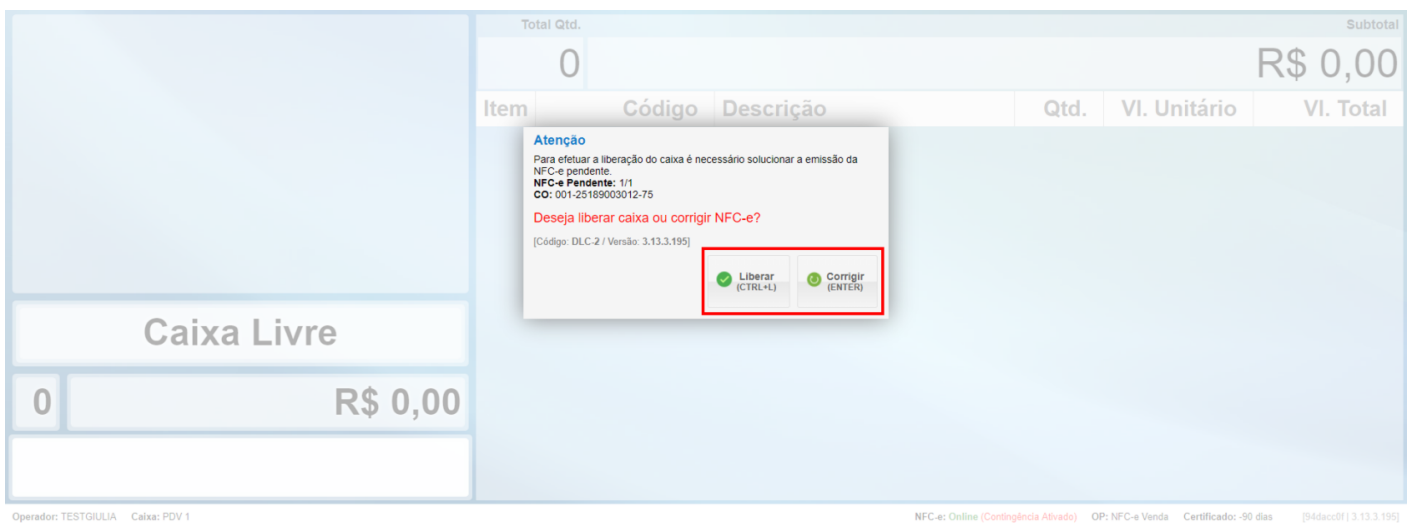 Total Qtd.
Subtotal
0
R$ 0,00
Item
Código
Descrição
Qtd.
Vl. Unitário
Vl. Total
Atenção
Para efetuar a liberação do caixa é necessário solucionar a emissão da
NFC-e pendente.
NFC-e Pendente: 1/1
CO: 001-25189003012-75
Deseja liberar caixa ou corrigir NFC-e?
[Código: DLC-2 / Versão: 3.13.3.195]
Liberar
(CTRL+L)
Corrigir
(ENTER)
Caixa Livre
0
R$ 0,00
Operador: TESTGIULIA Caixa: PDV 1
NFC-e: Online (Contingência Ativado) OP: NFC-e Venda Certificado: -90 dias [94dacc0f | 3.13.3.195]